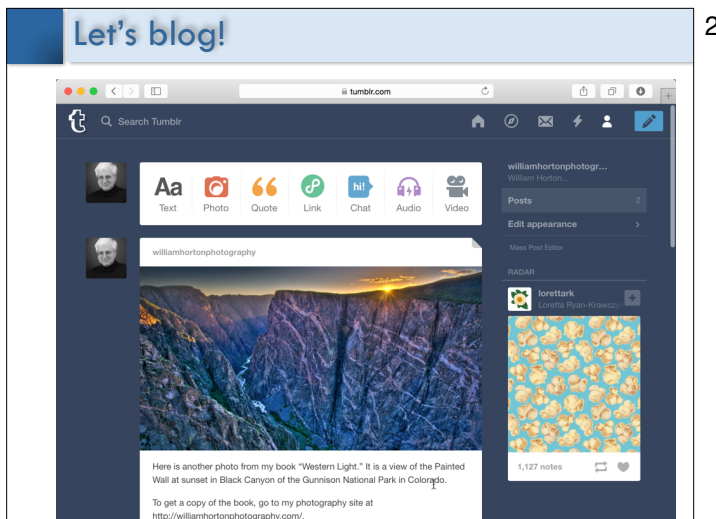 Let's blog!
2
tumblr.com
Search Tumblr
Aa
hi!
Text Photo Quote Link Chat Audio Video
williamhortonphotogr...
William Horton...
Posts 2
Edit appearance
Mass Post Editor
RADAR
lorettark
Loretta Ryan-Krawczy
1,127 notes
williamhortonphotography
Here is another photo from my book "Western Light." It is a view of the Painted
Wall at sunset in Black Canyon of the Gunnison National Park in Colorado.
To get a copy of the book, go to my photography site at
http://williamhortonphotography.com/.